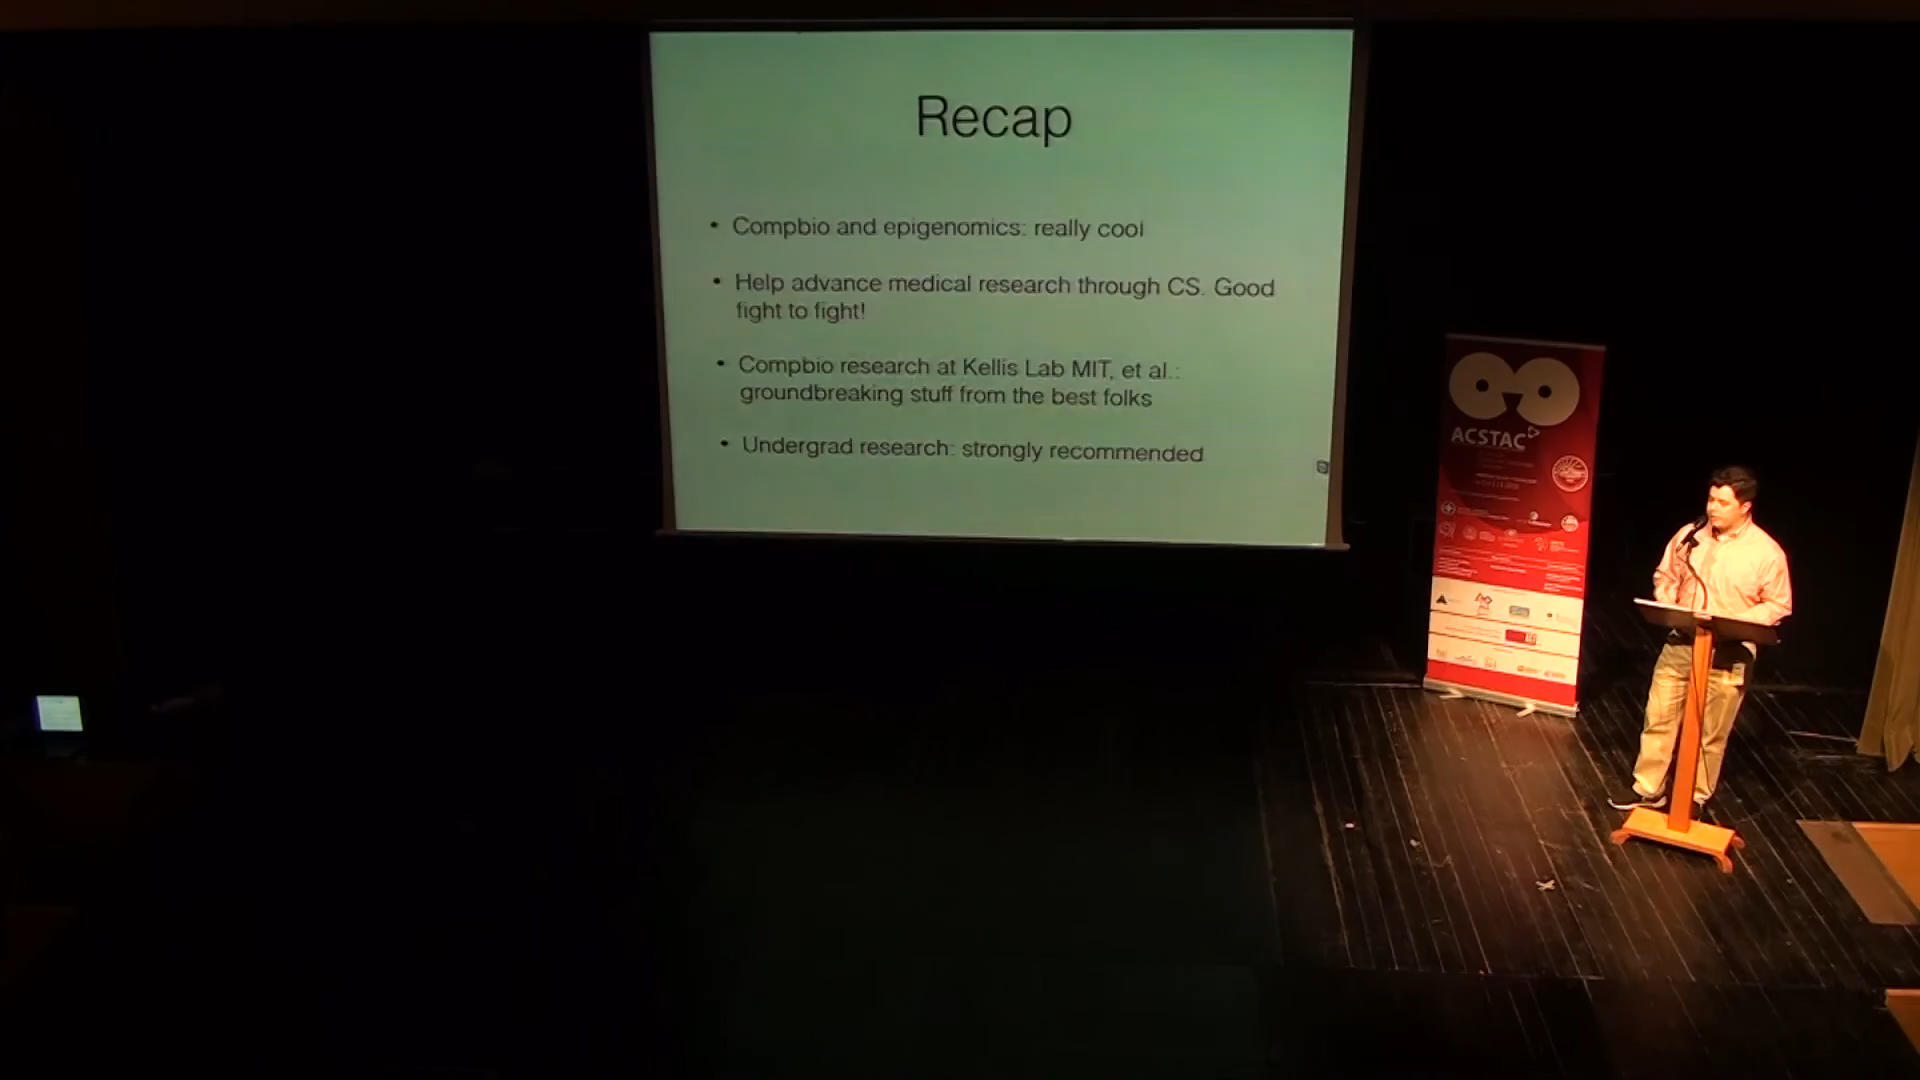 Recap
• Compbio and epigenomics: really cool
• Help advance medical research through CS. Good
fight to fight!
• Compbio research at Kellis Lab MIT, et al.:
groundbreaking stuff from the best folks
• Undergrad research: strongly recommended
ACSTAC